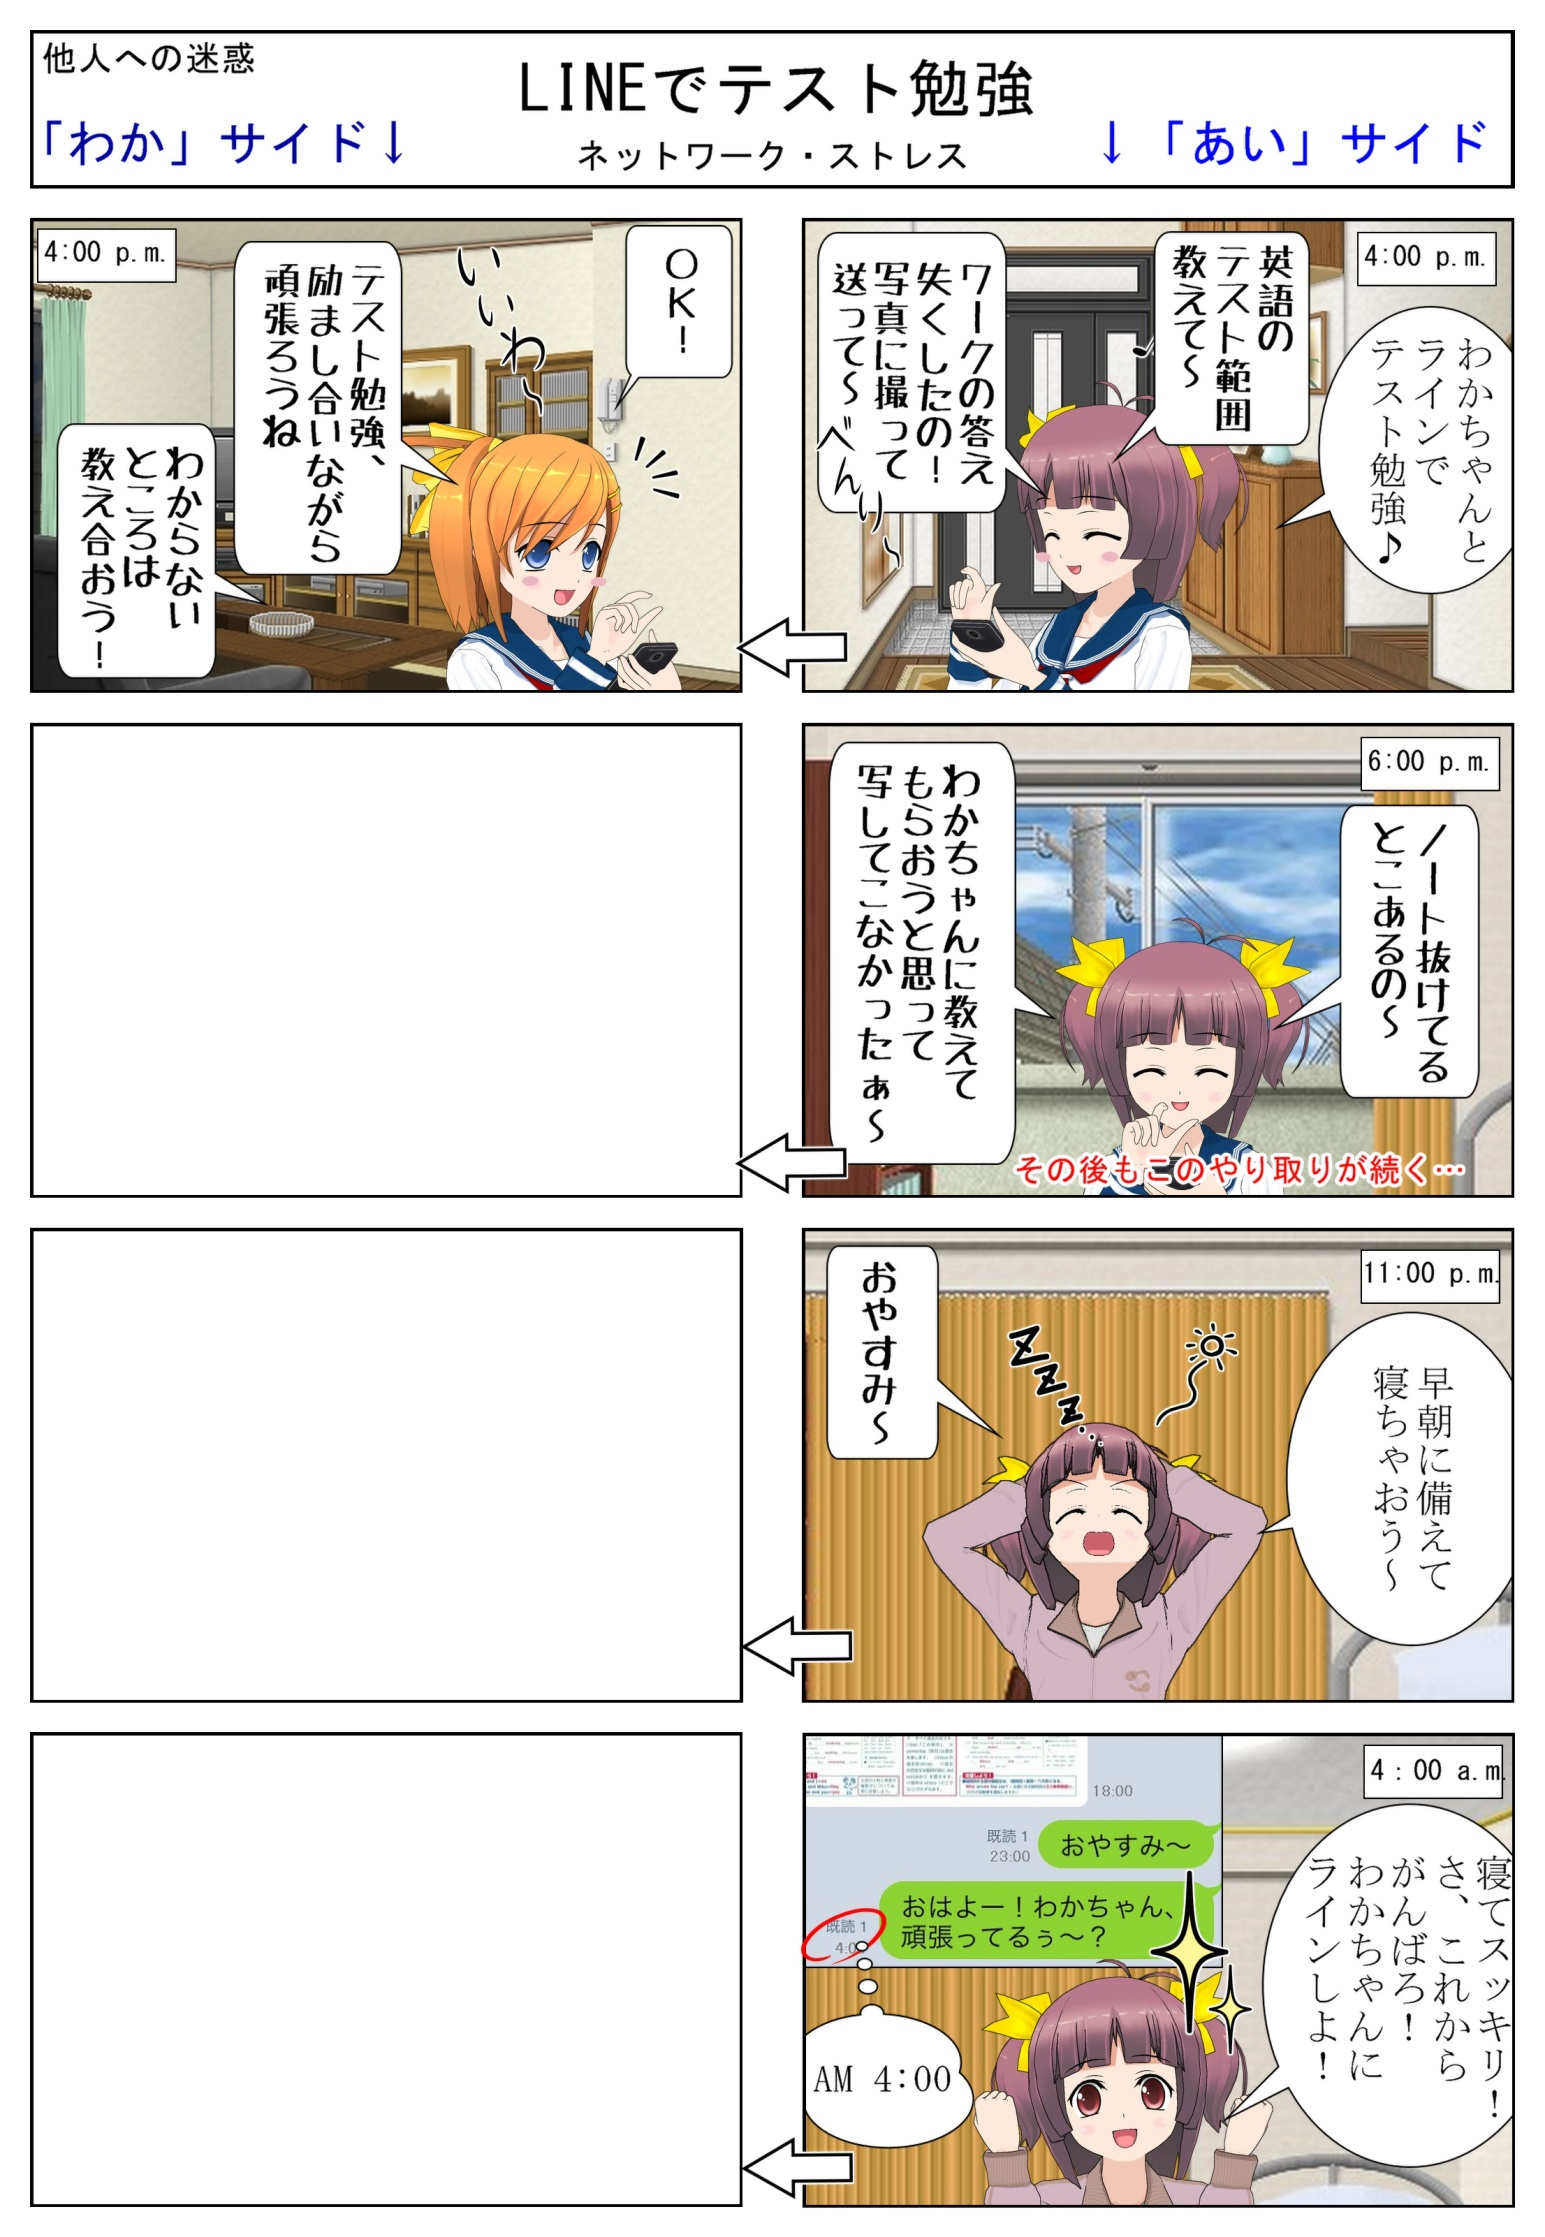 他人への迷惑
LINEでテスト勉強
ネットワーク・ストレス
「わか」サイド↓
↓「あい」サイド
4:00 p.m.
わかちゃんと
ラインで
テスト勉強♪
英語の
テスト範囲
教えて～
ワークの答え
失くしたの！
写真に撮って
送って～
べんり～
4:00 p.m.
OK！
いいわ～
テスト勉強、
励まし合いながら
頑張ろうね
わからない
ところは
教え合おう！
6:00 p.m.
ノート抜けてる
とこあるの～
わかちゃんに教えて
もらおうと思って
写してこなかったぁ～
その後もこのやり取りが続く…
11:00 p.m.
早朝に備えて
寝ちゃおう～
おやすみ～
ZZZ…
4：00 a.m.
寝てスッキリ！
さ、これから
がんばろ！
わかちゃんに
ラインしよ！
18:00
既読 1
23:00
おやすみ～
おはよー！わかちゃん、
頑張ってるぅ～？
既読 1
AM 4:00